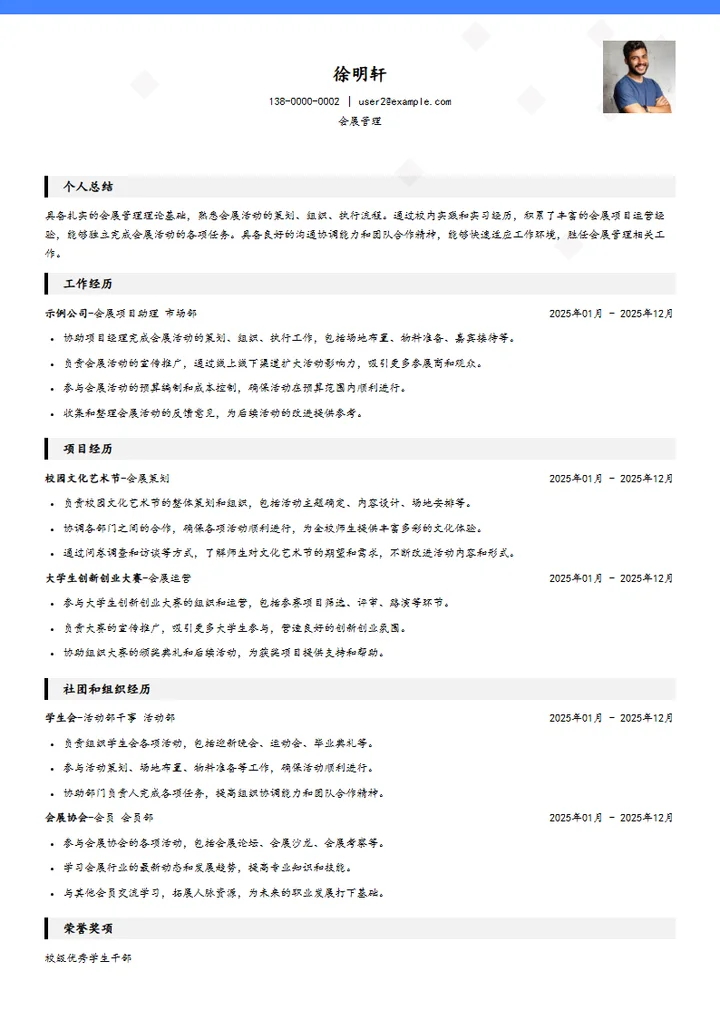 徐明轩
138-0000-0002 | user2@example.com
会展管理
个人总结
具备扎实的会展管理理论基础，熟悉会展活动的策划、组织、执行流程。通过校内实践和实习经历，积累了丰富的会展项目运营经
验，能够独立完成会展活动的各项任务。具备良好的沟通协调能力和团队合作精神，能够快速适应工作环境，胜任会展管理相关工
作。
工作经历
示例公司-会展项目助理 市场部 2025年01月 - 2025年12月
• 协助项目经理完成会展活动的策划、组织、执行工作，包括场地布置、物料准备、嘉宾接待等。
• 负责会展活动的宣传推广，通过线上线下渠道扩大活动影响力，吸引更多参展商和观众。
• 参与会展活动的预算编制和成本控制，确保活动在预算范围内顺利进行。
• 收集和整理会展活动的反馈意见，为后续活动的改进提供参考。
项目经历
校园文化艺术节-会展策划 2025年01月 - 2025年12月
• 负责校园文化艺术节的整体策划和组织，包括活动主题确定、内容设计、场地安排等。
• 协调各部门之间的合作，确保各项活动顺利进行，为全校师生提供丰富多彩的文化体验。
• 通过问卷调查和访谈等方式，了解师生对文化艺术节的期望和需求，不断改进活动内容和形式。
大学生创新创业大赛-会展运营 2025年01月 - 2025年12月
• 参与大学生创新创业大赛的组织和运营，包括参赛项目筛选、评审、路演等环节。
• 负责大赛的宣传推广，吸引更多大学生参与，营造良好的创新创业氛围。
• 协助组织大赛的颁奖典礼和后续活动，为获奖项目提供支持和帮助。
社团和组织经历
学生会-活动部干事 活动部 2025年01月 - 2025年12月
• 负责组织学生会各项活动，包括迎新晚会、运动会、毕业典礼等。
• 参与活动策划、场地布置、物料准备等工作，确保活动顺利进行。
• 协助部门负责人完成各项任务，提高组织协调能力和团队合作精神。
会展协会-会员 会员部 2025年01月 - 2025年12月
• 参与会展协会的各项活动，包括会展论坛、会展沙龙、会展考察等。
• 学习会展行业的最新动态和发展趋势，提高专业知识和技能。
• 与其他会员交流学习，拓展人脉资源，为未来的职业发展打下基础。
荣誉奖项
校级优秀学生干部